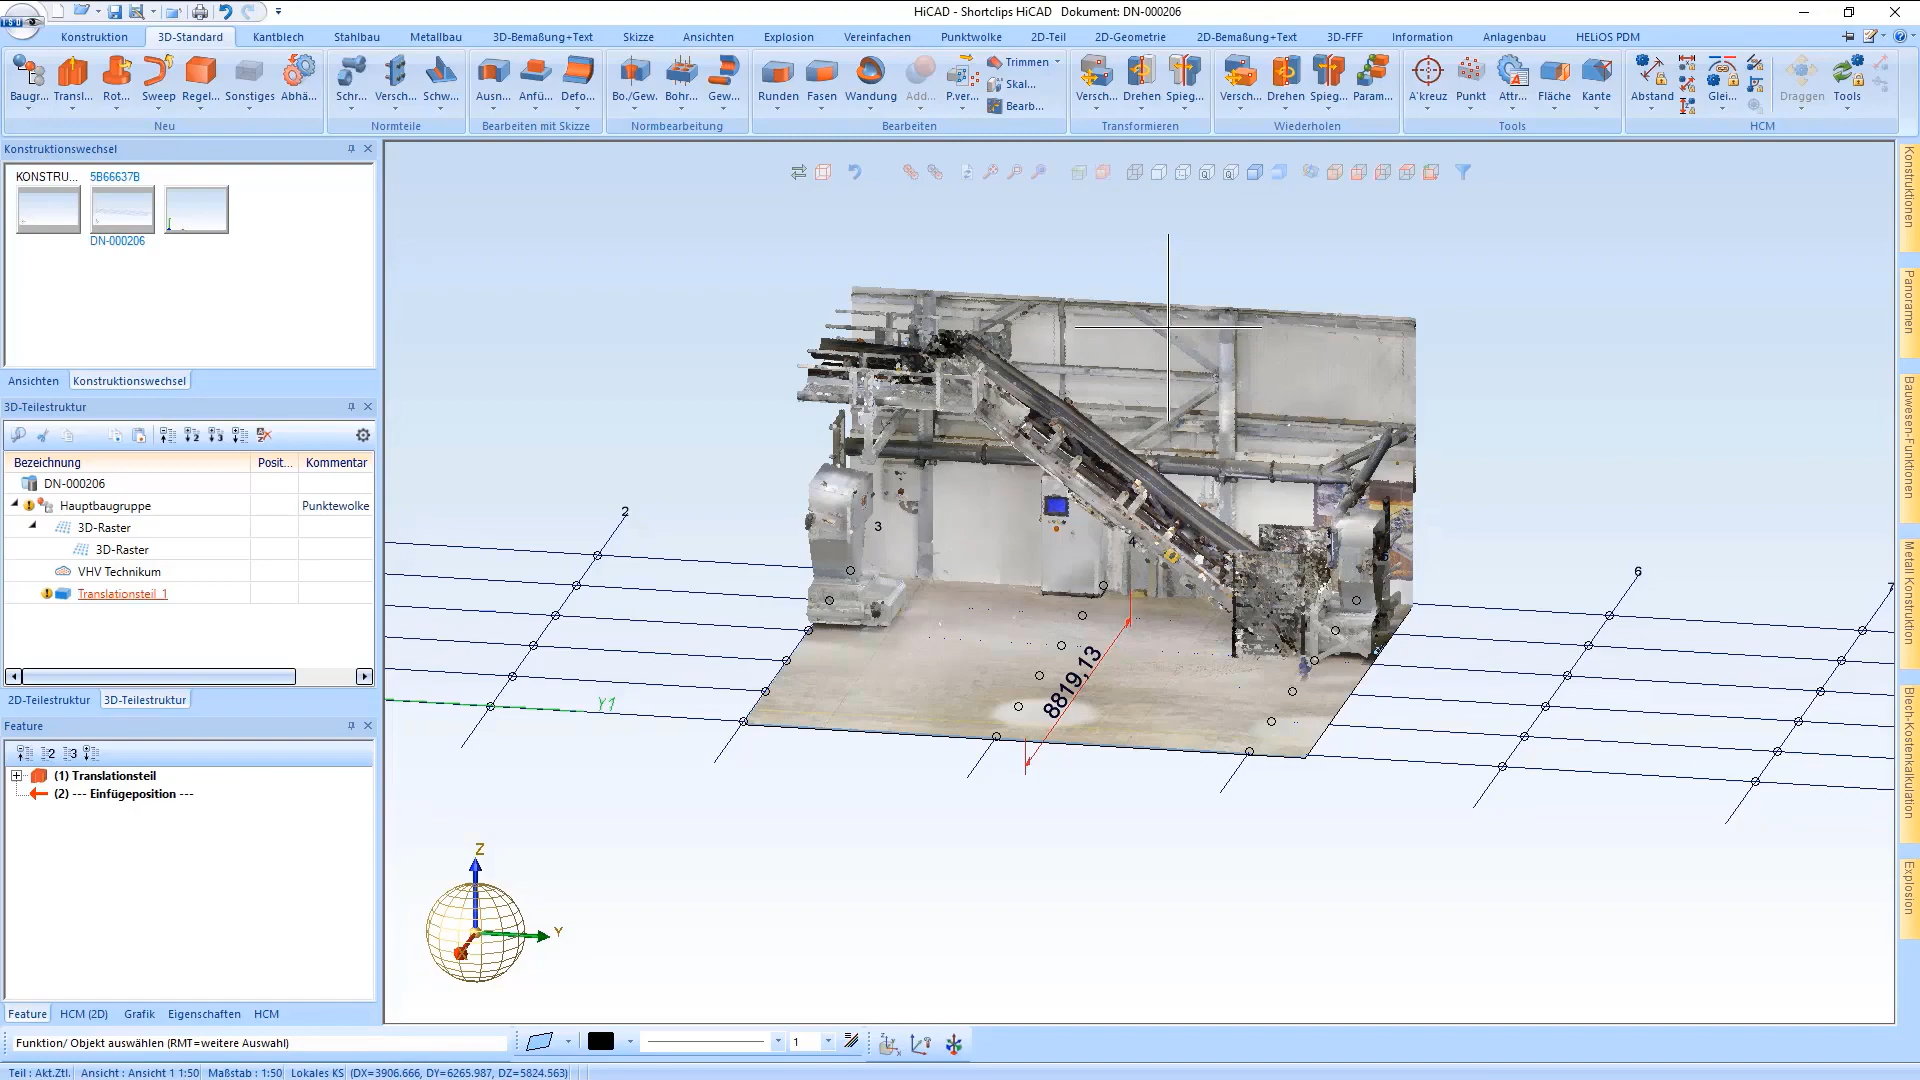 HiCAD - Shortclips HiCAD   Dokument: DN-000206
ISD
Konstruktion
3D-Standard
Kantblech
Stahlbau
Metallbau
3D-Bemaßung+Text
Skizze
Ansichten
Explosion
Vereinfachen
Punktwolke
2D-Teil
2D-Geometrie
2D-Bemaßung+Text
3D-FFF
Information
Anlagenbau
HELiOS PDM
Trimmen
Skal...
Bearb...
Baugr...
Transl...
Rot...
Sweep
Regel...
Sonstiges
Abhä...
Schr...
Versch...
Schw...
Ausn...
Anfü...
Defo...
Bo./Gew.
Bohr...
Gew...
Runden
Fasen
Wandung
Add...
P.ver...
Versch...
Drehen
Spieg...
Versch...
Drehen
Spieg...
Param...
A'kreuz
Punkt
Attr...
Fläche
Kante
Abstand
Glei...
Draggen
Tools
Neu
Normteile
Bearbeiten mit Skizze
Normbearbeitung
Bearbeiten
Transformieren
Wiederholen
Tools
HCM
Konstruktionswechsel
KONSTRU...
5B66637B
DN-000206
Ansichten
Konstruktionswechsel
3D-Teilestruktur
Bezeichnung
Posit...
Kommentar
DN-000206
Hauptbaugruppe
Punktewolke
3D-Raster
3D-Raster
VHV Technikum
Translationsteil_1
2D-Teilestruktur
3D-Teilestruktur
Feature
2
3
(1) Translationsteil
(2) --- Einfügeposition ---
Feature
HCM (2D)
Grafik
Eigenschaften
HCM
2
3
4
6
7
Y1
8819,13
Z
Y
Konstruktionen
Panoramen
Bauwesen-Funktionen
Metall Konstruktion
Blech-Kostenkalkulation
Explosion
Funktion/ Objekt auswählen (RMT=weitere Auswahl)
1
Teil : Akt.Ztl.
Ansicht : Ansicht 1 1:50
Maßstab : 1:50
Lokales KS
(DX=3906.666, DY=6265.987, DZ=5824.563)